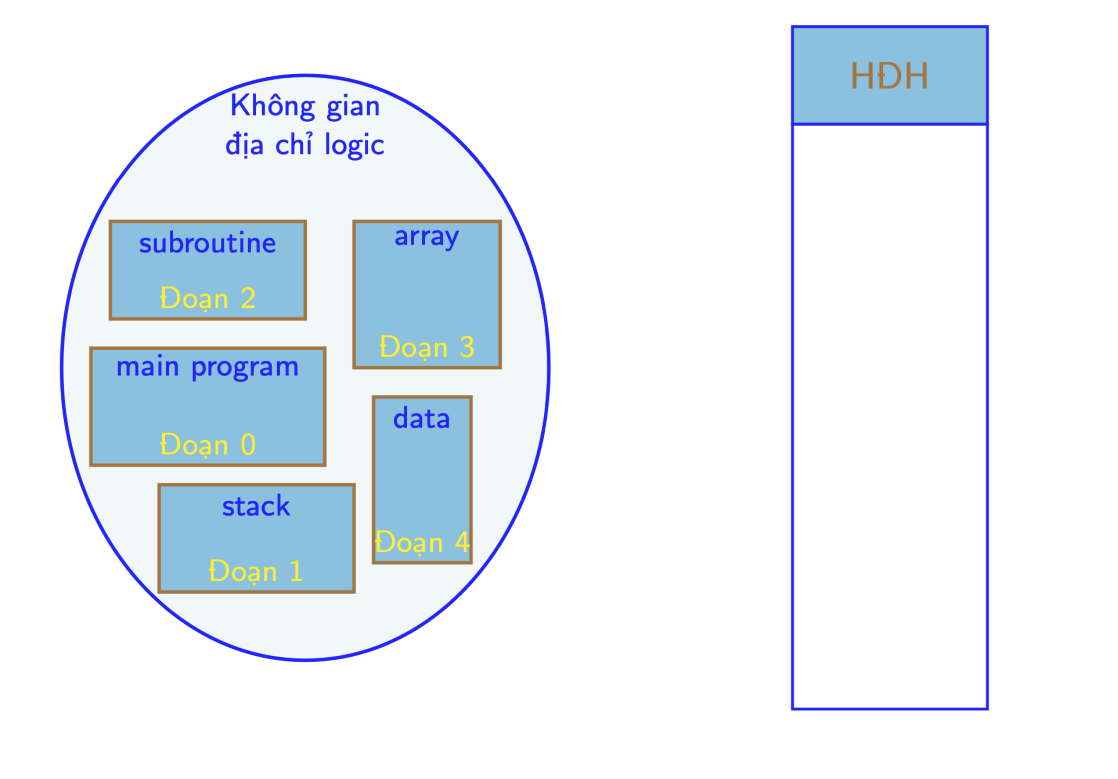 Không gian
địa chỉ logic
subroutine
Đoạn 2
array
Đoạn 3
main program
Đoạn 0
data
Đoạn 4
stack
Đoạn 1
HĐH